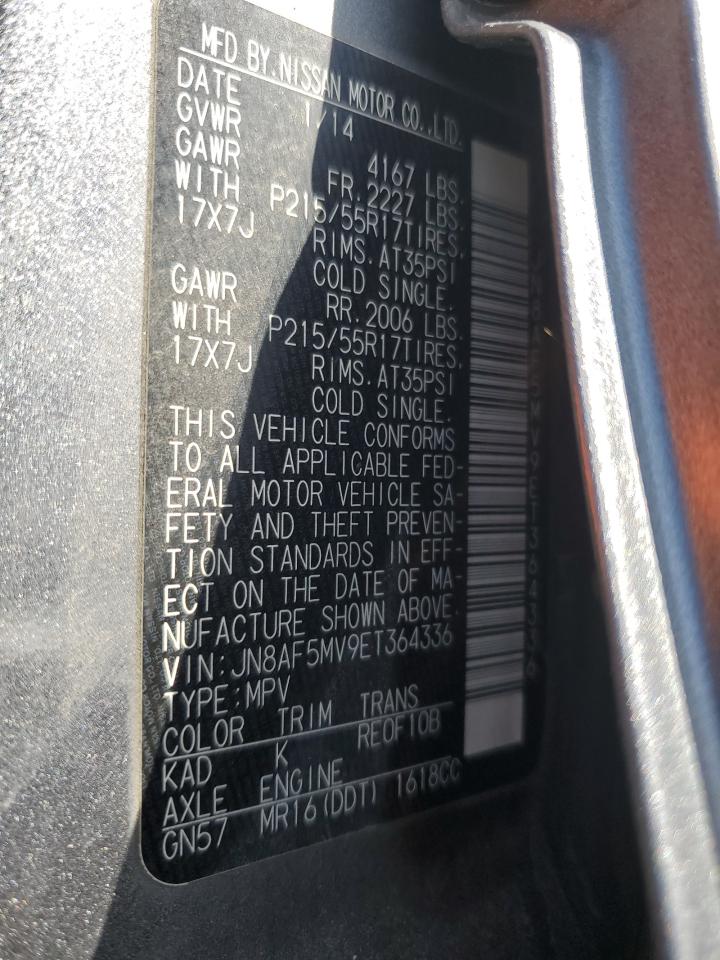 MFD BY.NISSAN MOTOR CO.,LTD.
DATE 1/14
GVWR 4167 LBS.
GAWR FR.2227 LBS.
WITH P215/55R17TIRES,
17X7J RIMS.AT35PSI
COLD SINGLE.
GAWR RR.2006 LBS.
WITH P215/55R17TIRES,
17X7J RIMS.AT35PSI
COLD SINGLE.
THIS VEHICLE CONFORMS
TO ALL APPLICABLE FED-
ERAL MOTOR VEHICLE SA-
FETY AND THEFT PREVEN-
TION STANDARDS IN EFF-
ECT ON THE DATE OF MA-
NUFACTURE SHOWN ABOVE.
VIN:JN8AF5MV9ET364336
TYPE:MPV
COLOR TRIM TRANS
KAD K REOF10B
AXLE ENGINE
GN57 MR16(DDT) 1618CC